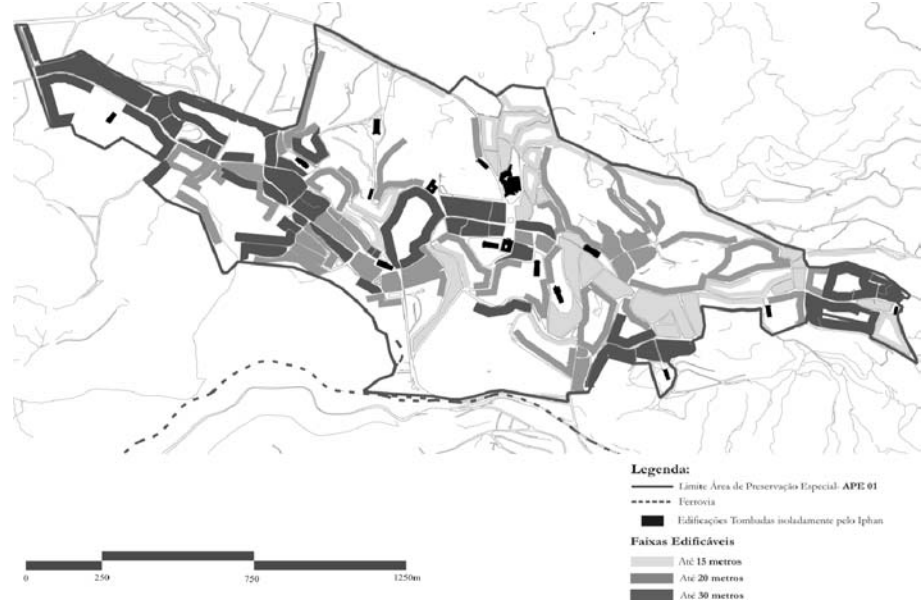 Legenda:
Limite Área de Preservação Especial- APE 01
Ferrovia
Edificações Tombadas isoladamente pelo Iphan
Faixas Edificáveis
Até 15 metros
Até 20 metros
Até 30 metros
0 250 750 1250m